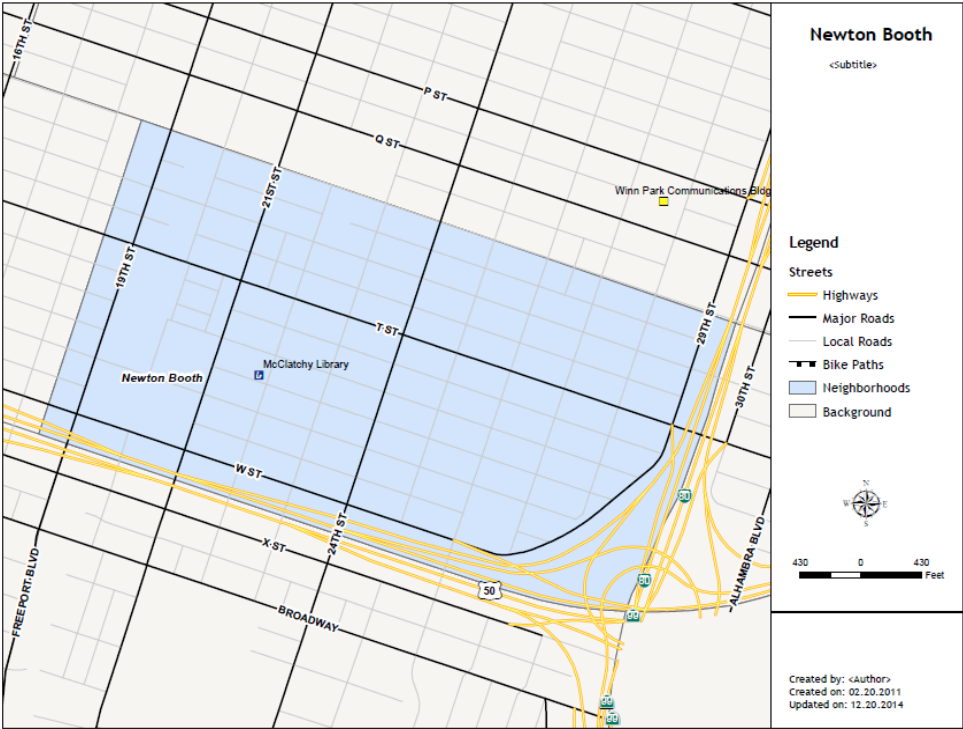 16TH ST
P ST
Q ST
Winn Park Communications Bldg
21ST ST
19TH ST
29TH ST
T ST
McClatchy Library
Newton Booth
30TH ST
W ST
80
24TH ST
X ST
ALHAMBRA BLVD
80
50
FREEPORT BLVD
BROADWAY
99
99
99
Newton Booth
<Subtitle>
Legend
Streets
Highways
Major Roads
Local Roads
Bike Paths
Neighborhoods
Background
N
W E
S
430 0 430
Feet
Created by: <Author>
Created on: 02.20.2011
Updated on: 12.20.2014